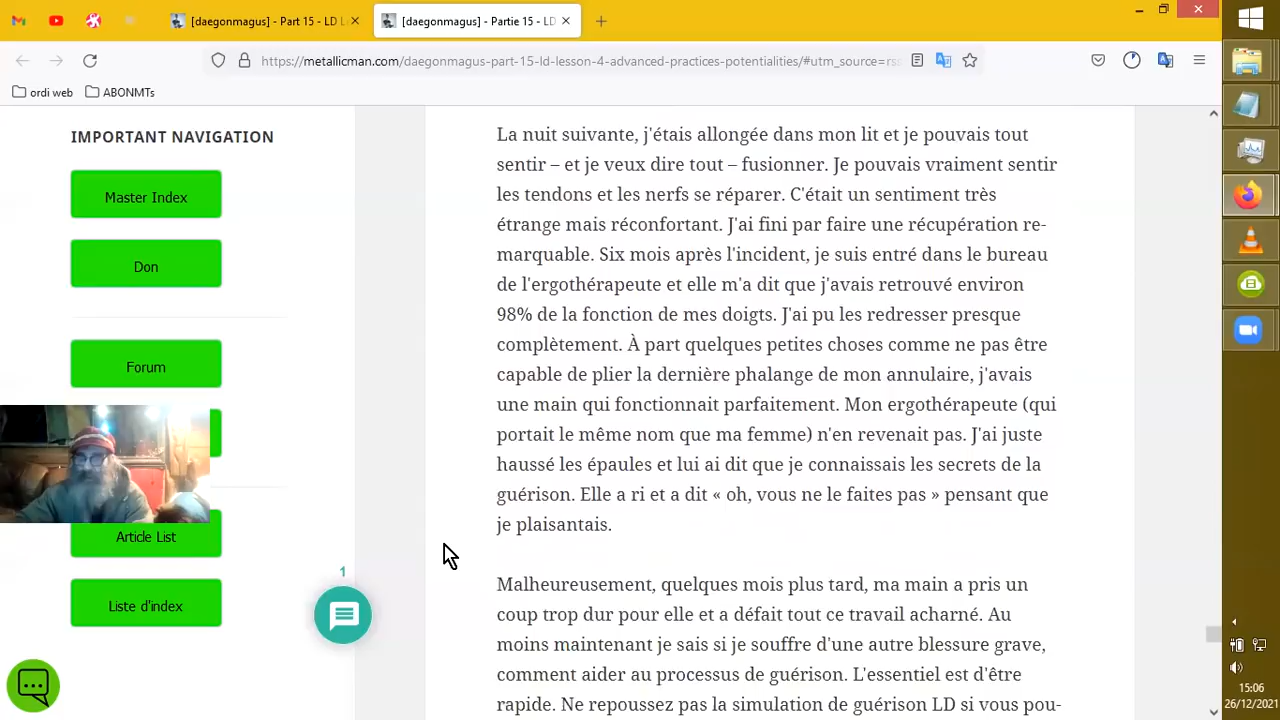 [daegonmagus] - Part 15 - LD L
[daegonmagus] - Partie 15 - LD
https://metallicman.com/daegonmagus-part-15-ld-lesson-4-advanced-practices-potentialities/#utm_source=rss
ordi web
ABONMTs
IMPORTANT NAVIGATION
Master Index
Don
Forum
Article List
Liste d'index
1
La nuit suivante, j'étais allongée dans mon lit et je pouvais tout
sentir – et je veux dire tout – fusionner. Je pouvais vraiment sentir
les tendons et les nerfs se réparer. C'était un sentiment très
étrange mais réconfortant. J'ai fini par faire une récupération re-
marquable. Six mois après l'incident, je suis entré dans le bureau
de l'ergothérapeute et elle m'a dit que j'avais retrouvé environ
98% de la fonction de mes doigts. J'ai pu les redresser presque
complètement. À part quelques petites choses comme ne pas être
capable de plier la dernière phalange de mon annulaire, j'avais
une main qui fonctionnait parfaitement. Mon ergothérapeute (qui
portait le même nom que ma femme) n'en revenait pas. J'ai juste
haussé les épaules et lui ai dit que je connaissais les secrets de la
guérison. Elle a ri et a dit « oh, vous ne le faites pas » pensant que
je plaisantais.
Malheureusement, quelques mois plus tard, ma main a pris un
coup trop dur pour elle et a défait tout ce travail acharné. Au
moins maintenant je sais si je souffre d'une autre blessure grave,
comment aider au processus de guérison. L'essentiel est d'être
rapide. Ne repoussez pas la simulation de guérison LD si vous pou-
15:06
26/12/2021